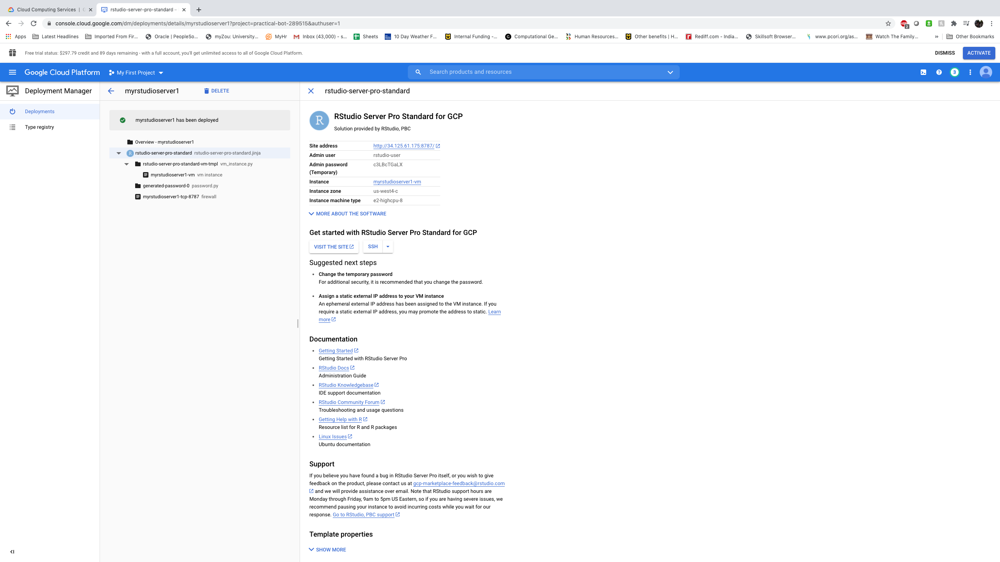 Cloud Computing Services | G
rstudio-server-pro-standard –
console.cloud.google.com/dm/deployments/details/myrstudioserver1?project=practical-bot-289515&authuser=1
2
Apps
Latest Headlines
Imported From Fir...
Oracle | PeopleSo...
myZou: University...
MyHr
Inbox (43,000) - s...
Sheets
10 Day Weather F...
Internal Funding -...
Computational Ge...
Human Resources...
Other benefits | H...
Rediff.com - India...
Skillsoft Browser...
www.pcori.org/as...
Watch The Family...
»
Other Bookmarks
Free trial status: $297.79 credit and 89 days remaining - with a full account, you'll get unlimited access to all of Google Cloud Platform.
DISMISS
ACTIVATE
Google Cloud Platform
My First Project
Search products and resources
3
Deployment Manager
Deployments
Type registry
myrstudioserver1
DELETE
myrstudioserver1 has been deployed
Overview - myrstudioserver1
R rstudio-server-pro-standard rstudio-server-pro-standard.jinja
rstudio-server-pro-standard-vm-tmpl vm_instance.py
myrstudioserver1-vm vm instance
generated-password-0 password.py
myrstudioserver1-tcp-8787 firewall
rstudio-server-pro-standard
R
RStudio Server Pro Standard for GCP
Solution provided by RStudio, PBC
Site address http://34.125.61.175:8787/
Admin user rstudio-user
Admin password c3LBcTGaLX
(Temporary)
Instance myrstudioserver1-vm
Instance zone us-west4-c
Instance machine type e2-highcpu-8
MORE ABOUT THE SOFTWARE
Get started with RStudio Server Pro Standard for GCP
VISIT THE SITE
SSH
Suggested next steps
• Change the temporary password
For additional security, it is recommended that you change the password.
• Assign a static external IP address to your VM instance
An ephemeral external IP address has been assigned to the VM instance. If you
require a static external IP address, you may promote the address to static. Learn
more
Documentation
• Getting Started
Getting Started with RStudio Server Pro
• RStudio Docs
Administration Guide
• RStudio Knowledgebase
IDE support documentation
• RStudio Community Forum
Troubleshooting and usage questions
• Getting Help with R
Resource list for R and R packages
• Linux Issues
Ubuntu documentation
Support
If you believe you have found a bug in RStudio Server Pro itself, or you wish to give
feedback on the product, please contact us at gcp-marketplace-feedback@rstudio.com
and we will provide assistance over email. Note that RStudio support hours are
Monday through Friday, 9am to 5pm US Eastern, so if you are having severe issues, we
recommend pausing your instance to avoid incurring costs while you wait for our
response. Go to RStudio, PBC support
Template properties
SHOW MORE